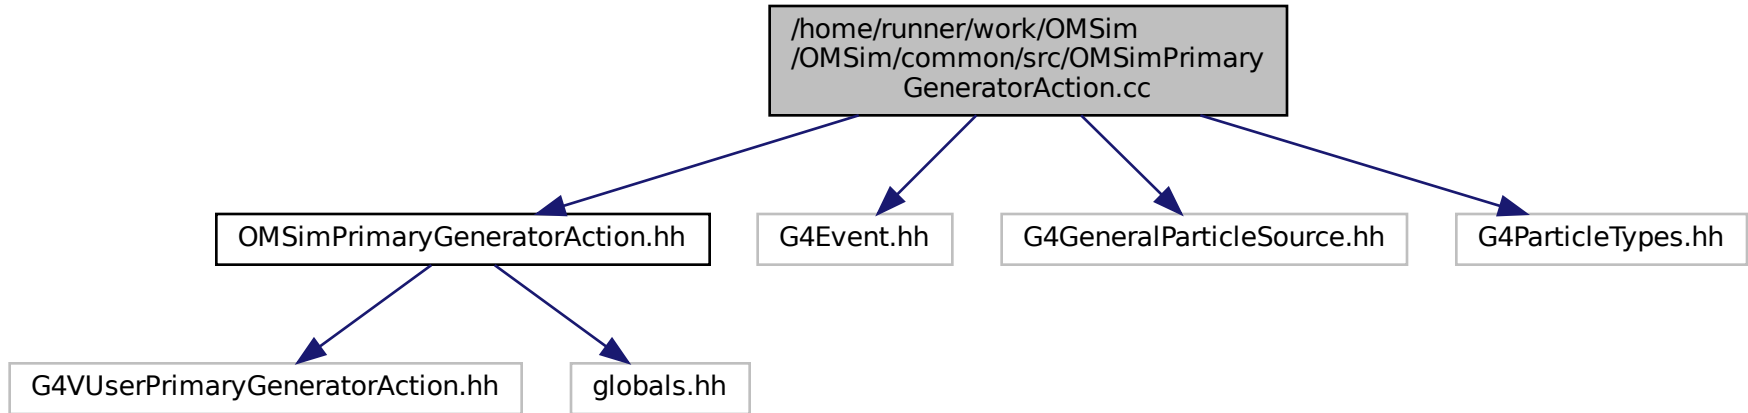 /home/runner/work/OMSim
/OMSim/common/src/OMSimPrimary
GeneratorAction.cc
OMSimPrimaryGeneratorAction.hh
G4Event.hh
G4GeneralParticleSource.hh
G4ParticleTypes.hh
G4VUserPrimaryGeneratorAction.hh
globals.hh